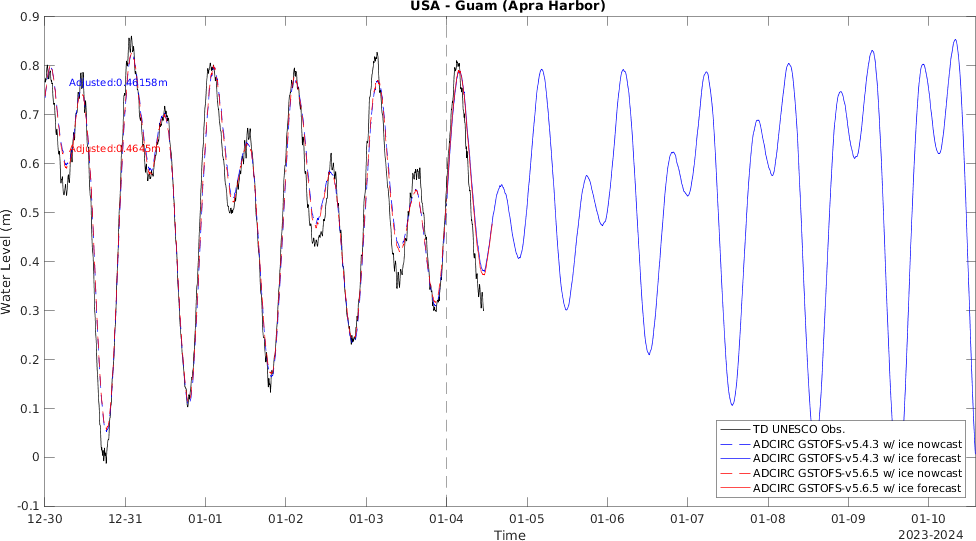 USA - Guam (Apra Harbor)
0.9
0.8
0.7
0.6
0.5
0.4
0.3
0.2
0.1
0
-0.1
Water Level (m)
Adjusted:0.46158m
Adjusted:0.4645m
TD UNESCO Obs.
ADCIRC GSTOFS-v5.4.3 w/ ice nowcast
ADCIRC GSTOFS-v5.4.3 w/ ice forecast
ADCIRC GSTOFS-v5.6.5 w/ ice nowcast
ADCIRC GSTOFS-v5.6.5 w/ ice forecast
12-30 12-31 01-01 01-02 01-03 01-04 01-05 01-06 01-07 01-08 01-09 01-10
Time
2023-2024